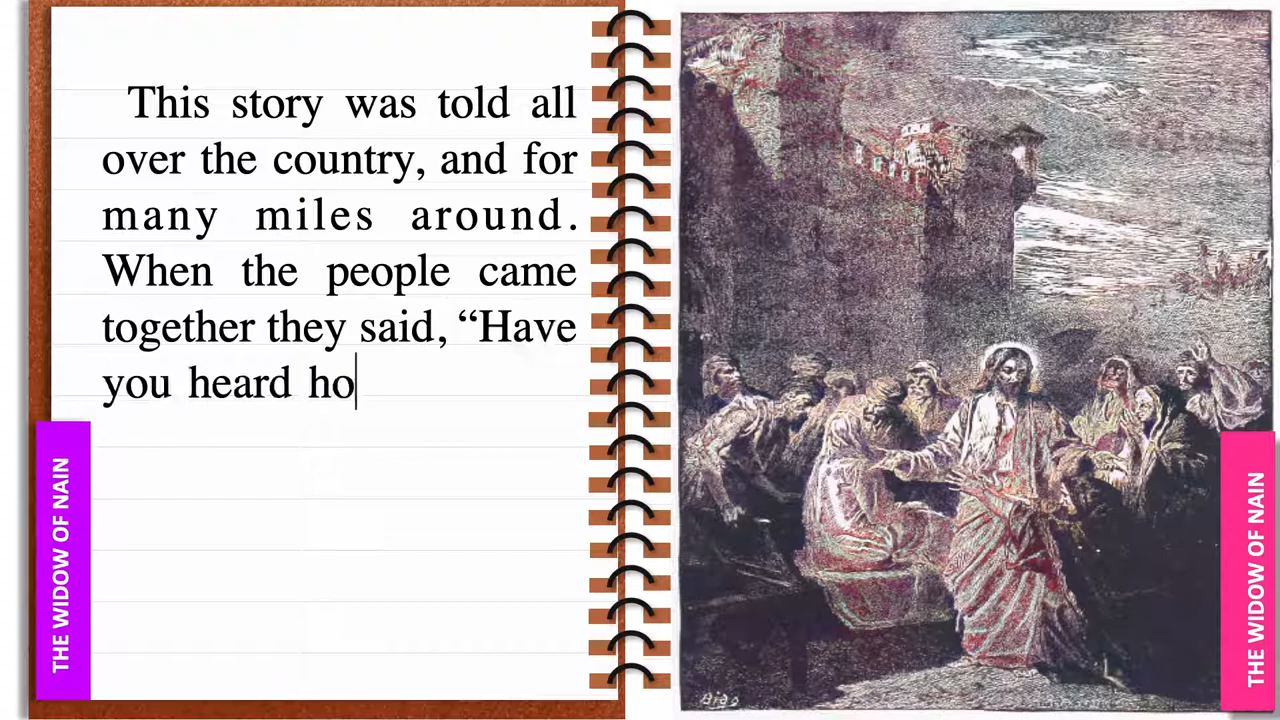 This story was told all
over the country, and for
many miles around.
When the people came
together they said, “Have
you heard ho
THE WIDOW OF NAIN
THE WIDOW OF NAIN